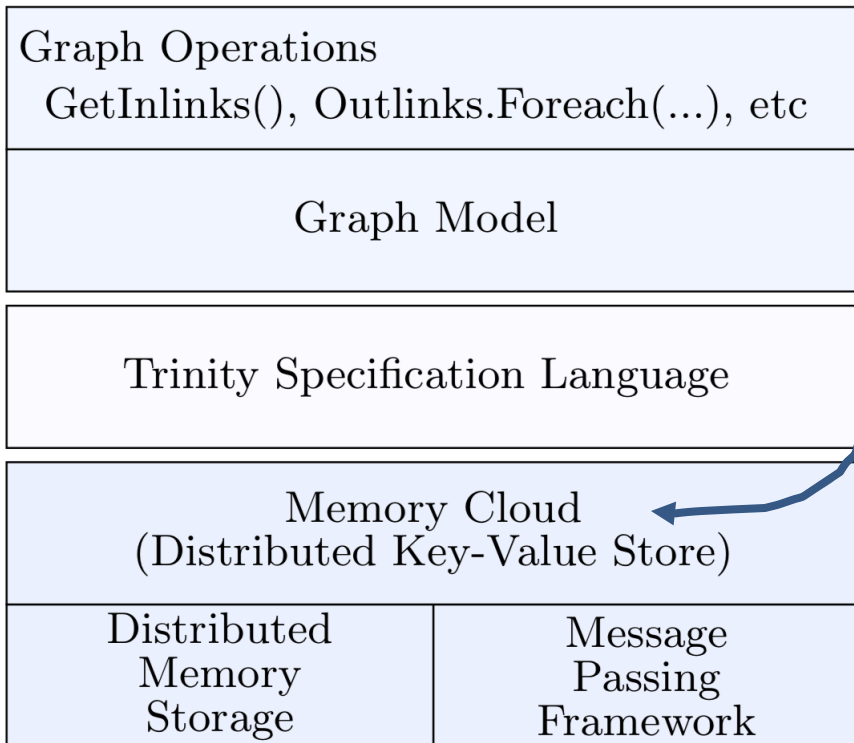 Graph Operations
GetInlinks(), Outlinks.Foreach(...), etc
Graph Model
Trinity Specification Language
Memory Cloud
(Distributed Key-Value Store)
Distributed
Memory
Storage
Message
Passing
Framework